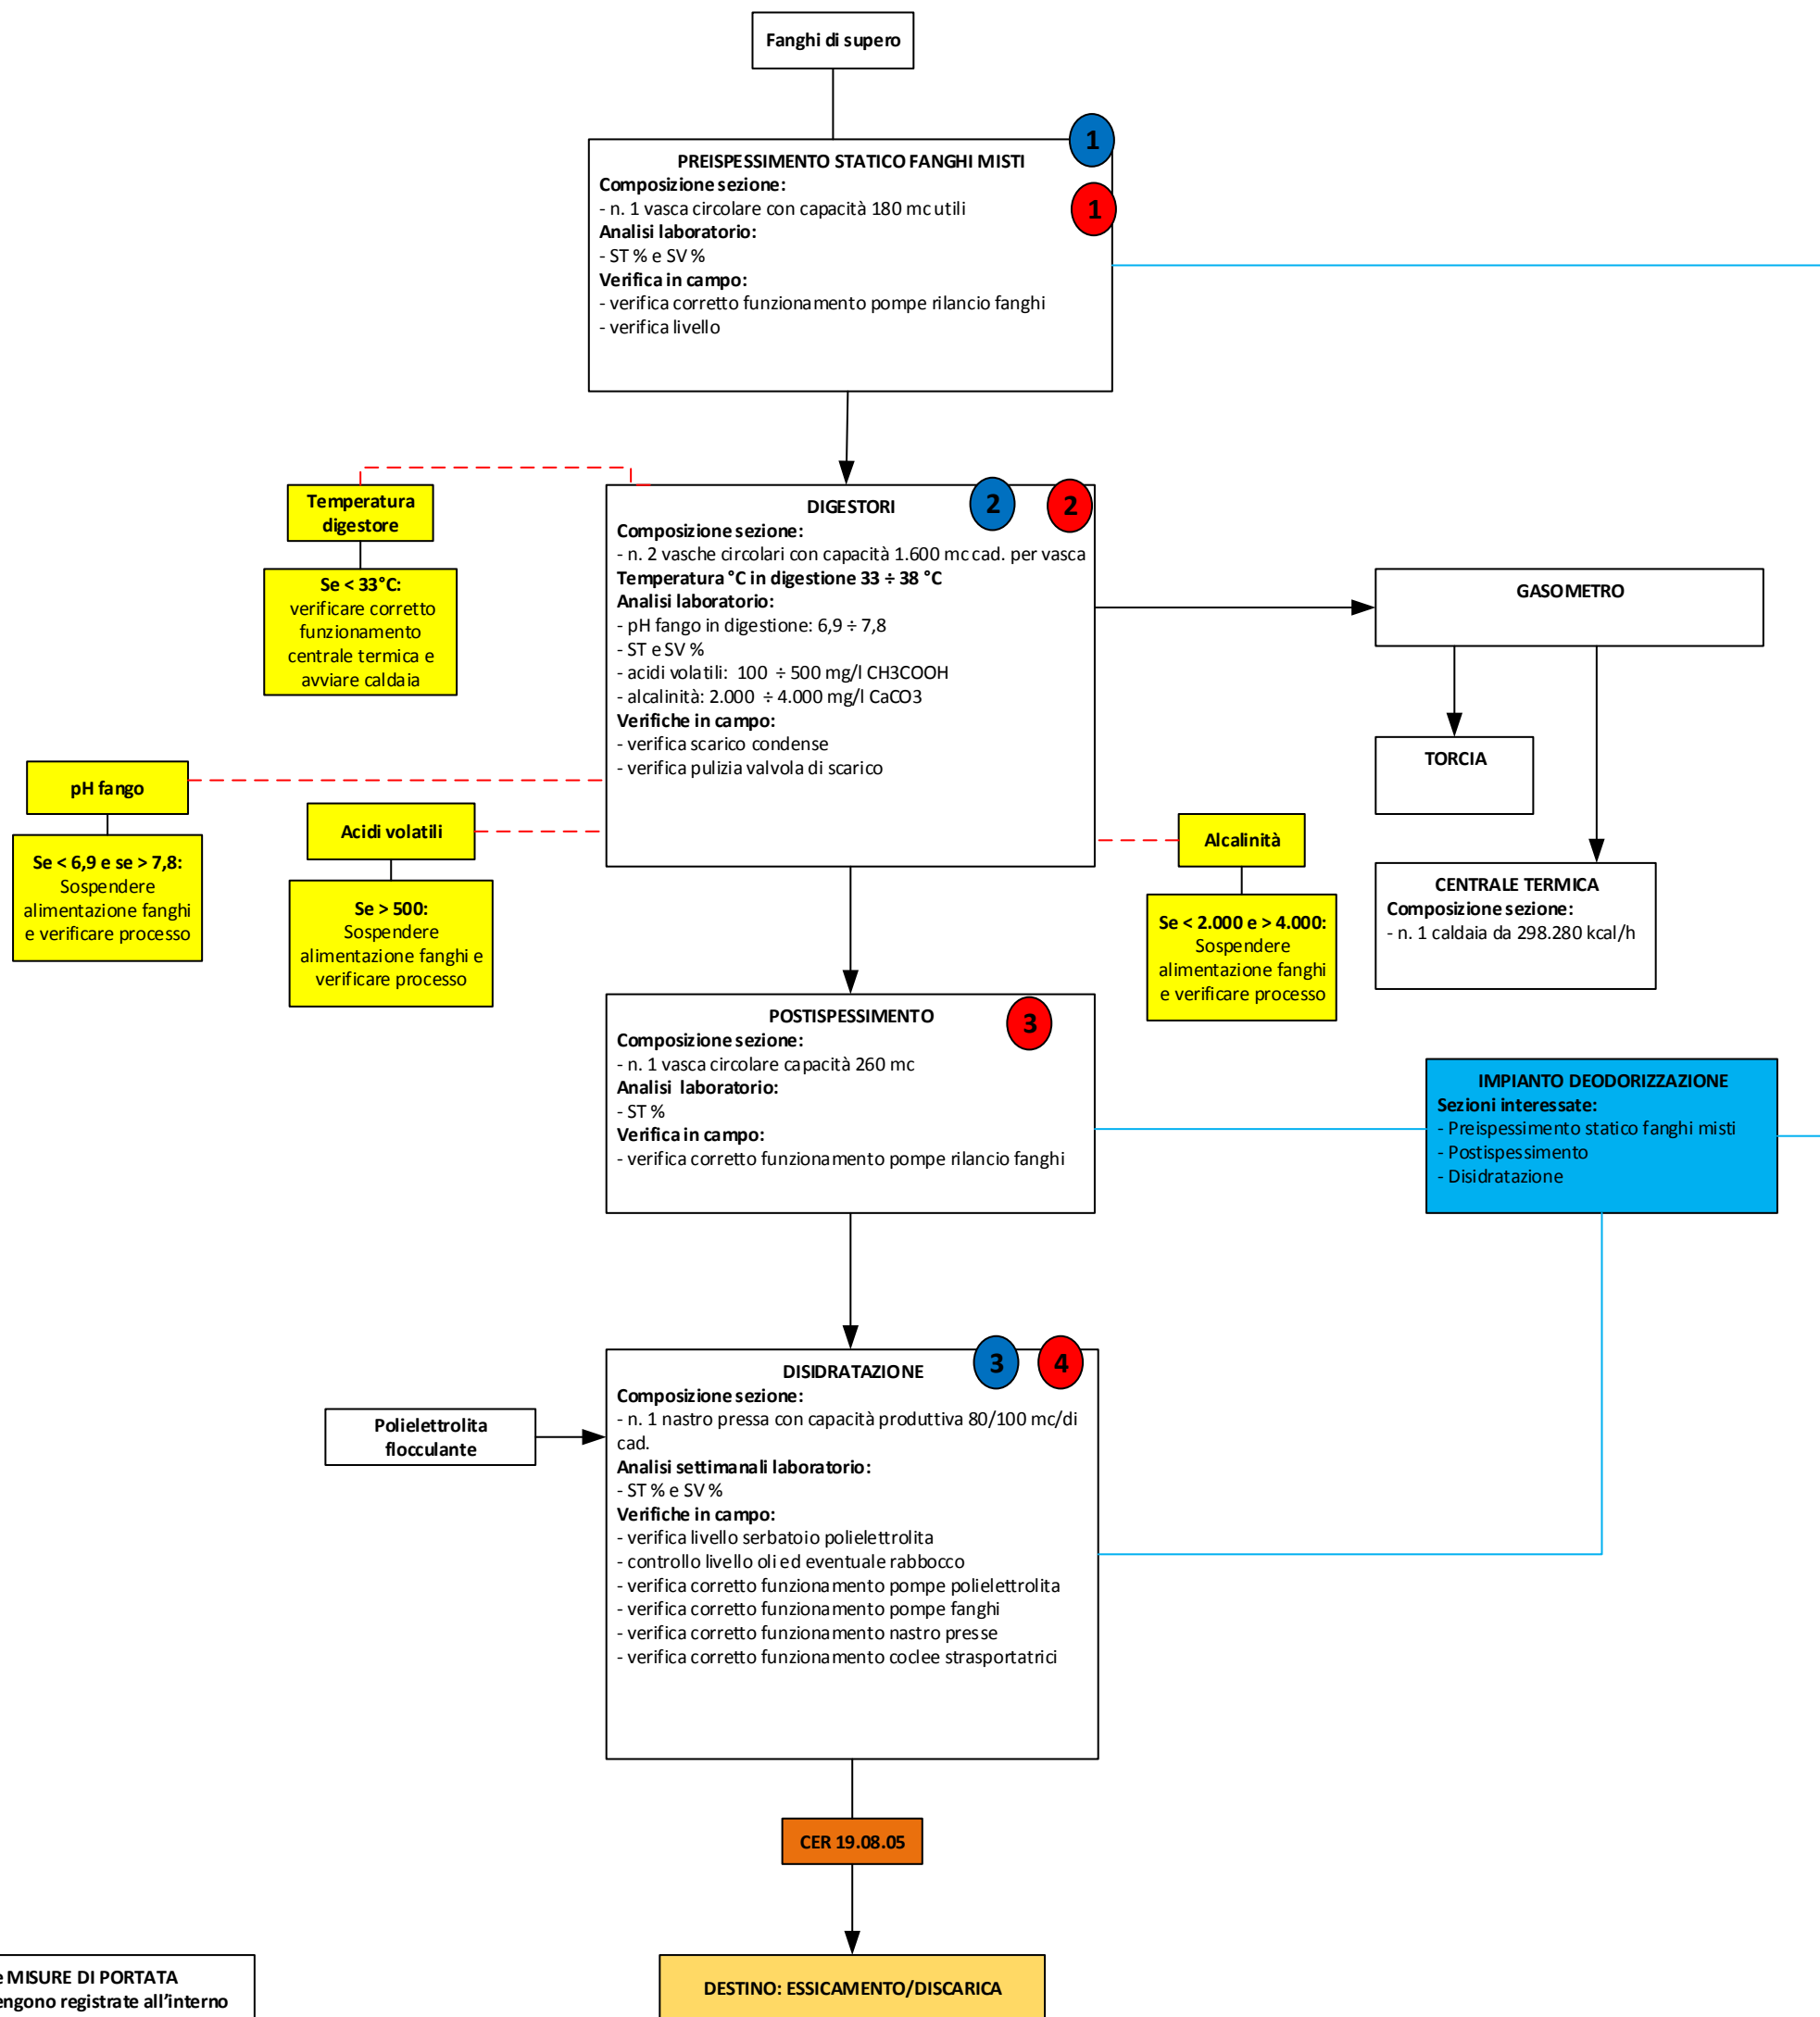 Fanghi di supero
1
PREISPESSIMENTO STATICO FANGHI MISTI
Composizione sezione:
- n. 1 vasca circolare con capacità 180 mc utili
1
Analisi laboratorio:
- ST % e SV %
Verifica in campo:
- verifica corretto funzionamento pompe rilancio fanghi
- verifica livello
Temperatura
digestore
Se < 33°C:
verificare corretto
funzionamento
centrale termica e
avviare caldaia
DIGESTORI
2
2
Composizione sezione:
- n. 2 vasche circolari con capacità 1.600 mc cad. per vasca
Temperatura °C in digestione 33 ÷ 38 °C
Analisi laboratorio:
- pH fango in digestione: 6,9 ÷ 7,8
- ST e SV %
- acidi volatili: 100 ÷ 500 mg/l CH3COOH
- alcalinità: 2.000 ÷ 4.000 mg/l CaCO3
Verifiche in campo:
- verifica scarico condense
- verifica pulizia valvola di scarico
GASOMETRO
TORCIA
CENTRALE TERMICA
Composizione sezione:
- n. 1 caldaia da 298.280 kcal/h
pH fango
Se < 6,9 e se > 7,8:
Sospendere
alimentazione fanghi
e verificare processo
Acidi volatili
Se > 500:
Sospendere
alimentazione fanghi e
verificare processo
Alcalinità
Se < 2.000 e > 4.000:
Sospendere
alimentazione fanghi
e verificare processo
POSTISPESSIMENTO
3
Composizione sezione:
- n. 1 vasca circolare capacità 260 mc
Analisi laboratorio:
- ST %
Verifica in campo:
- verifica corretto funzionamento pompe rilancio fanghi
IMPIANTO DEODORIZZAZIONE
Sezioni interessate:
- Preispessimento statico fanghi misti
- Postispessimento
- Disidratazione
DISIDRATAZIONE
3
4
Composizione sezione:
- n. 1 nastro pressa con capacità produttiva 80/100 mc/di
cad.
Analisi settimanali laboratorio:
- ST % e SV %
Verifiche in campo:
- verifica livello serbatoio polielettrolita
- controllo livello oli ed eventuale rabbocco
- verifica corretto funzionamento pompe polielettrolita
- verifica corretto funzionamento pompe fanghi
- verifica corretto funzionamento nastro presse
- verifica corretto funzionamento coclee strasportatrici
Polielettrolita
flocculante
CER 19.08.05
DESTINO: ESSICAMENTO/DISCARICA
e MISURE DI PORTATA
engono registrate all'interno